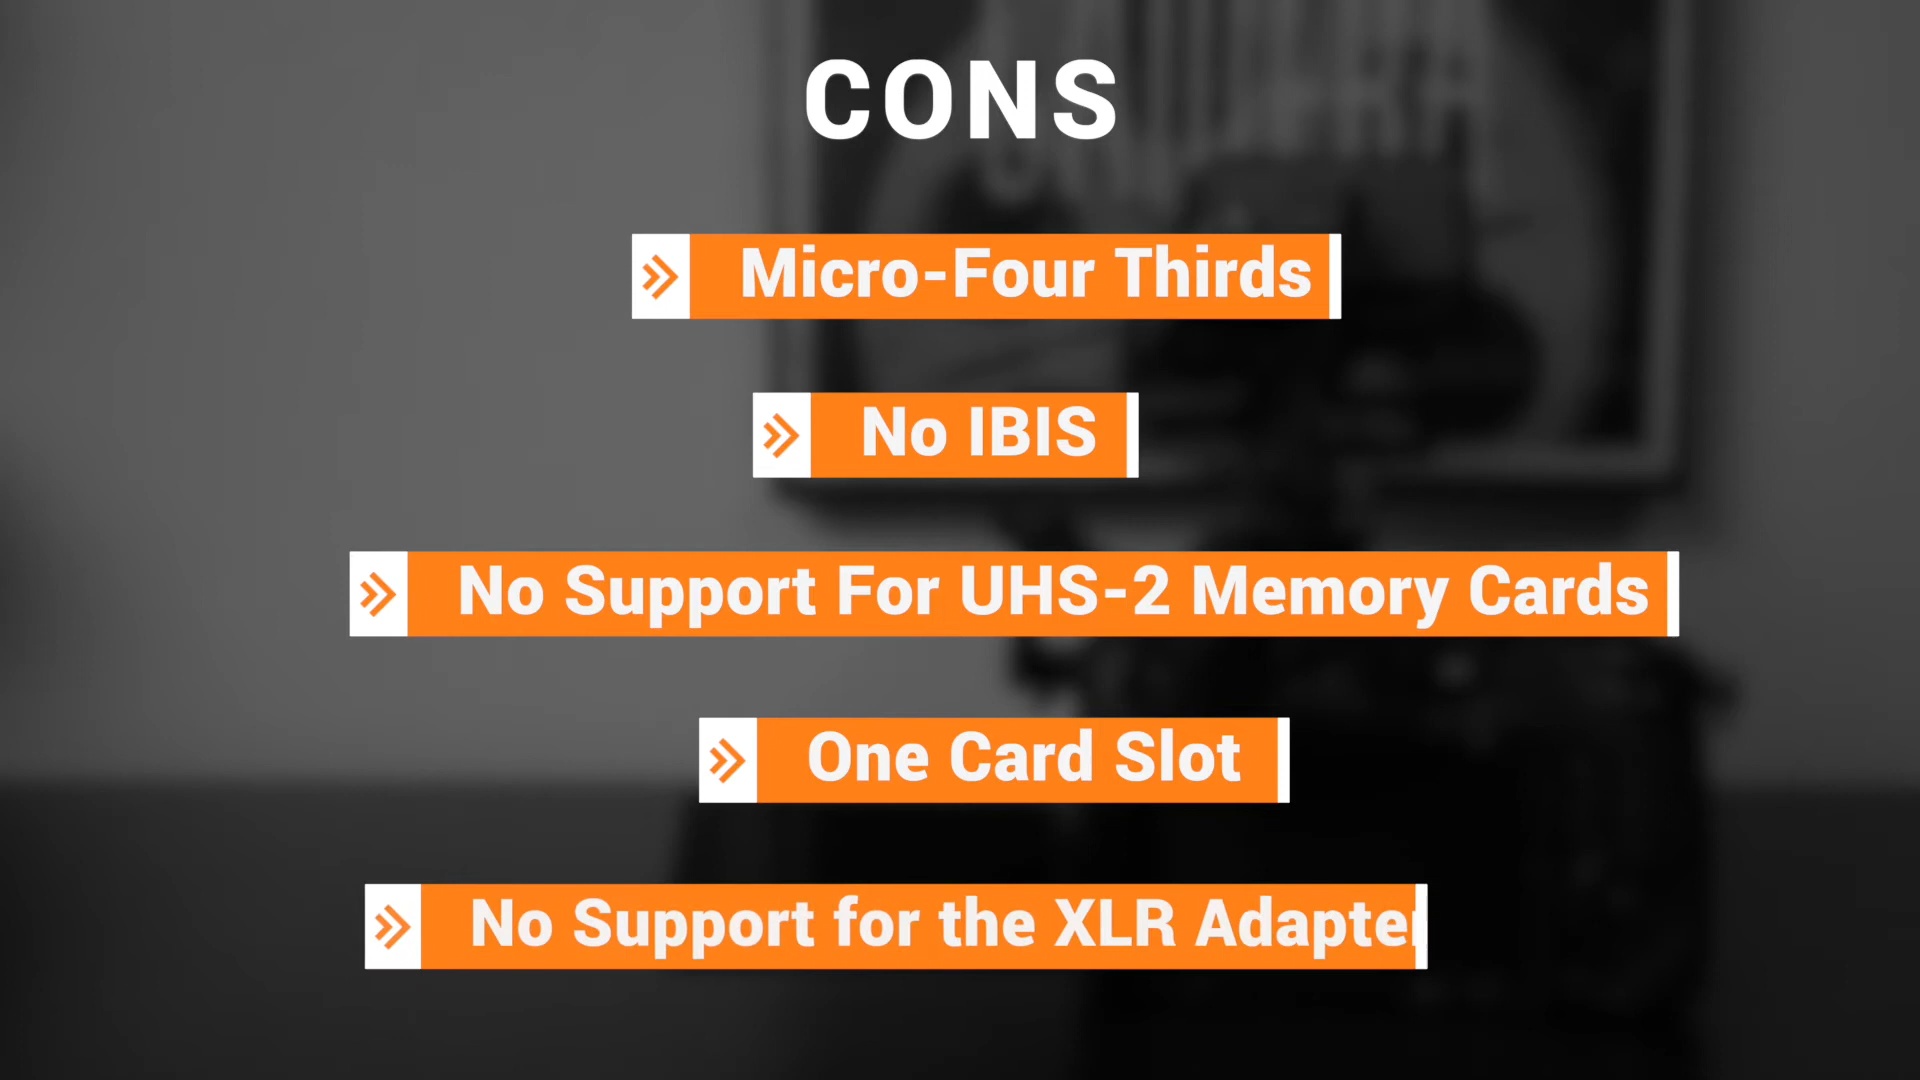 CONS
Micro-Four Thirds
No IBIS
No Support For UHS-2 Memory Cards
One Card Slot
No Support for the XLR Adapter